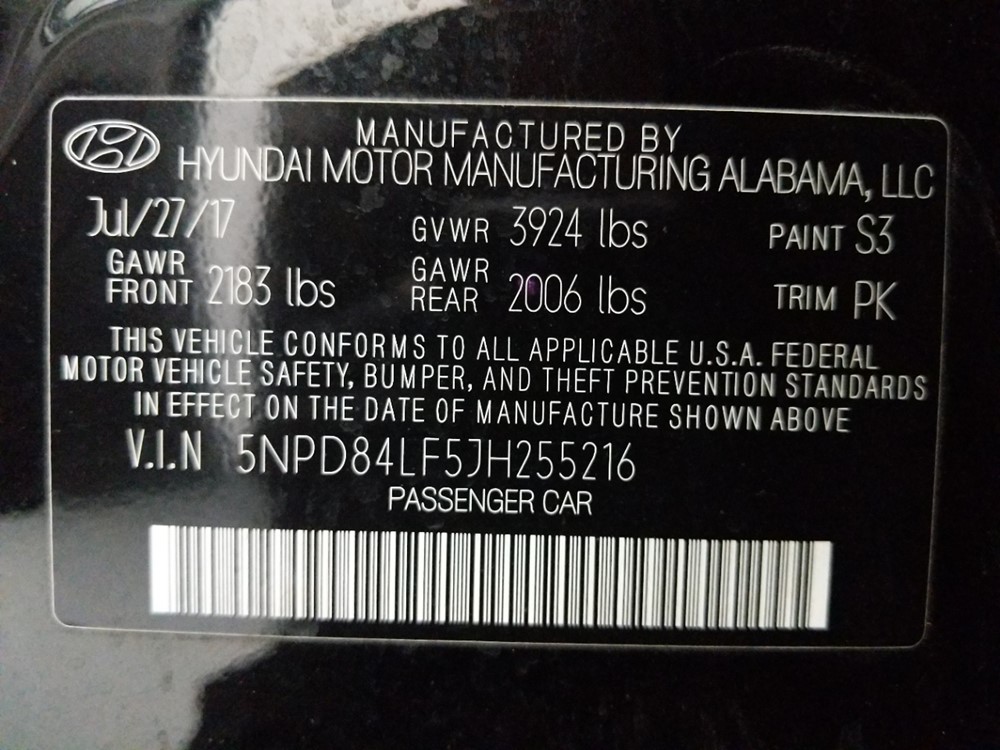 MANUFACTURED BY
HYUNDAI MOTOR MANUFACTURING ALABAMA, LLC
Jul/27/17 GVWR 3924 lbs PAINT S3
GAWR FRONT 2183 lbs GAWR REAR 2006 lbs TRIM PK
THIS VEHICLE CONFORMS TO ALL APPLICABLE U.S.A. FEDERAL
MOTOR VEHICLE SAFETY, BUMPER, AND THEFT PREVENTION STANDARDS
IN EFFECT ON THE DATE OF MANUFACTURE SHOWN ABOVE
V.I.N 5NPD84LF5JH255216
PASSENGER CAR